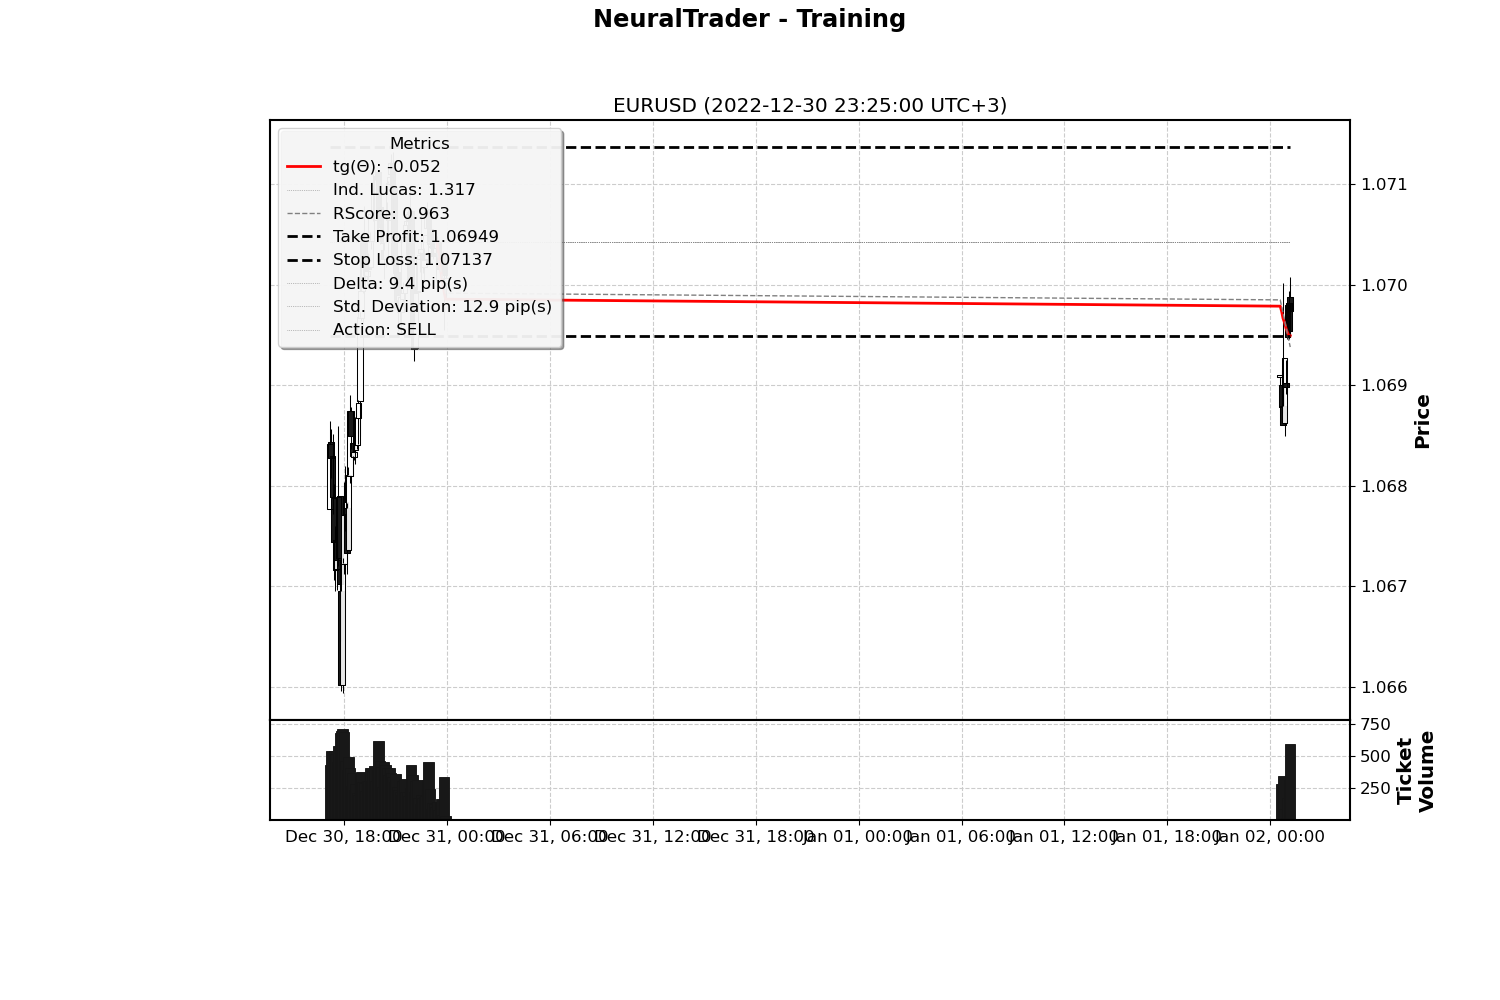 NeuralTrader - Training
EURUSD (2022-12-30 23:25:00 UTC+3)
Metrics
tg(Θ): -0.052
Ind. Lucas: 1.317
RScore: 0.963
Take Profit: 1.06949
Stop Loss: 1.07137
Delta: 9.4 pip(s)
Std. Deviation: 12.9 pip(s)
Action: SELL
1.071
1.070
1.069
1.068
1.067
1.066
Price
750
500
250
Ticket
Volume
Dec 30, 18:00 Dec 31, 00:00 Dec 31, 06:00 Dec 31, 12:00 Dec 31, 18:00 Jan 01, 00:00 Jan 01, 06:00 Jan 01, 12:00 Jan 01, 18:00 Jan 02, 00:00